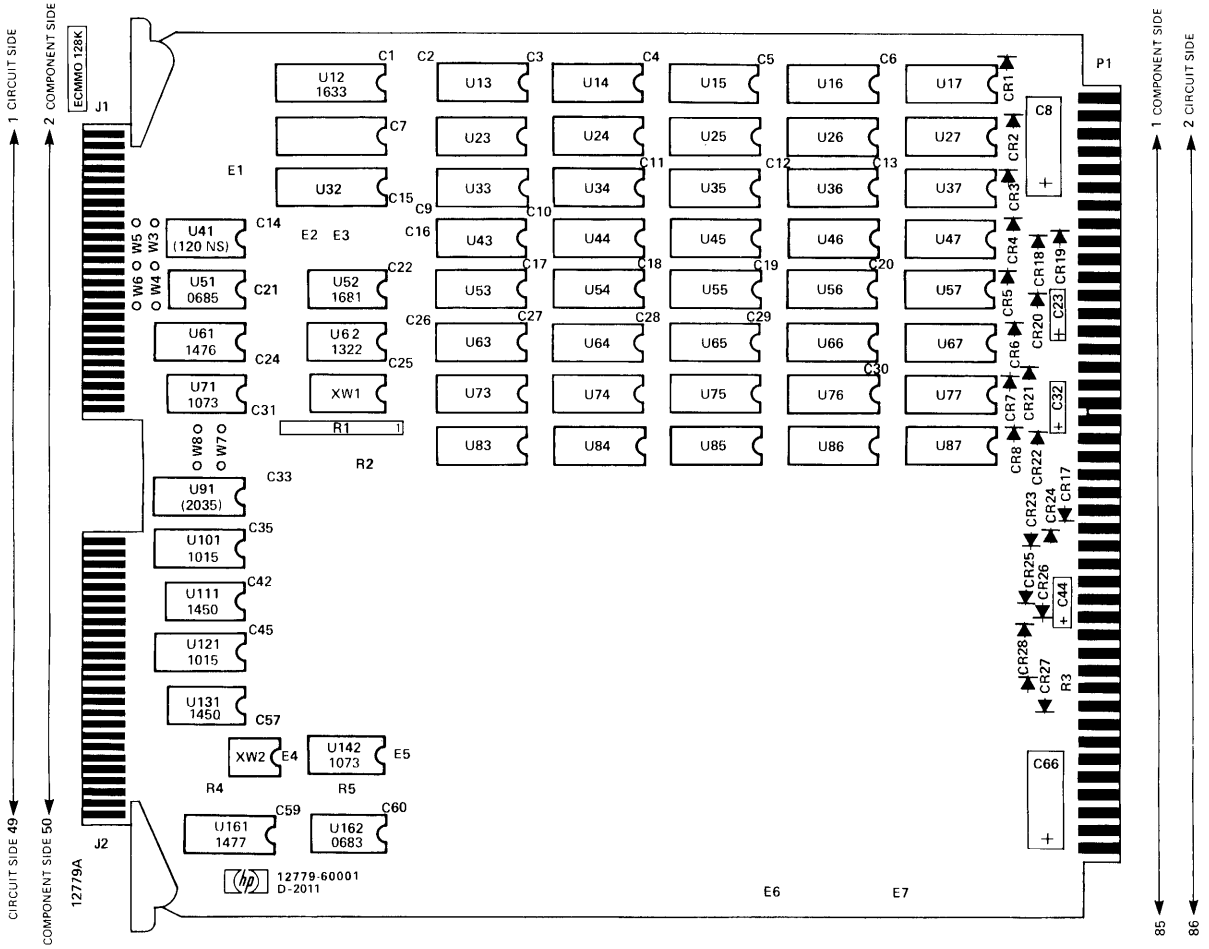 1 CIRCUIT SIDE
2 COMPONENT SIDE
ECMMO 128K
J1
CIRCUIT SIDE 49
COMPONENT SIDE 50
12779A
J2
1 COMPONENT SIDE
2 CIRCUIT SIDE
P1
85
86
C1
C2
C3
C4
C5
C6
U12
1633
U13
U14
U15
U16
U17
CR1
C8
+
C7
U23
U24
U25
U26
U27
CR2
E1
U32
C15
U33
C11
U34
C12
U35
C13
U36
U37
CR3
C9
C10
W5
W3
U41
(120 NS)
C14
E2
E3
C16
U43
U44
U45
U46
U47
CR4
CR18
CR19
W6
W4
U51
0685
C21
C22
U52
1681
C17
U53
C18
U54
C19
U55
C20
U56
U57
CR5
CR20
C23
+
U61
1476
C24
U62
1322
C25
C26
C27
U63
C28
U64
C29
U65
U66
U67
CR6
U71
1073
C31
XW1
U73
U74
U75
C30
U76
U77
CR7
CR21
C32
+
R1
1
W8
W7
R2
U83
U84
U85
U86
U87
CR8
CR22
C33
U91
(2035)
CR23
CR24
CR17
C35
U101
1015
C42
U111
1450
CR25
CR26
C44
+
C45
U121
1015
CR28
CR27
R3
U131
1450
C57
XW2
E4
U142
1073
E5
C66
+
R4
R5
C59
U161
1477
C60
U162
0683
hp
12779-60001
D-2011
E6
E7